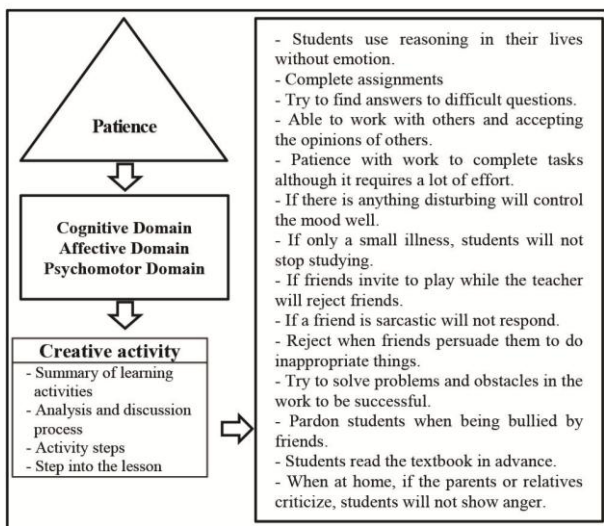 Patience
Cognitive Domain
Affective Domain
Psychomotor Domain
Creative activity
- Summary of learning
activities
- Analysis and discussion
process
- Activity steps
- Step into the lesson
- Students use reasoning in their lives
without emotion.
- Complete assignments
- Try to find answers to difficult questions.
- Able to work with others and accepting
the opinions of others.
- Patience with work to complete tasks
although it requires a lot of effort.
- If there is anything disturbing will control
the mood well.
- If only a small illness, students will not
stop studying.
- If friends invite to play while the teacher
will reject friends.
- If a friend is sarcastic will not respond.
- Reject when friends persuade them to do
inappropriate things.
- Try to solve problems and obstacles in the
work to be successful.
- Pardon students when being bullied by
friends.
- Students read the textbook in advance.
- When at home, if the parents or relatives
criticize, students will not show anger.